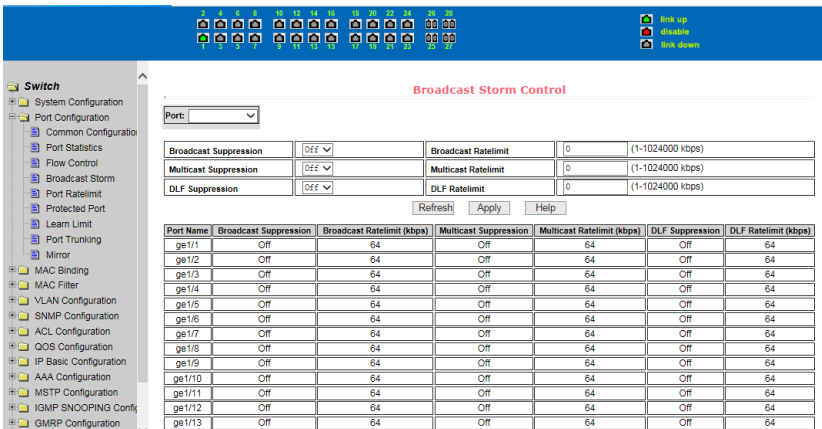 2 4 6 8 10 12 14 16 18 20 22 24 26 28
1 3 5 7 9 11 13 15 17 19 21 23 25 27
link up
disable
link down
Switch
System Configuration
Port Configuration
Common Configuration
Port Statistics
Flow Control
Broadcast Storm
Port Ratelimit
Protected Port
Learn Limit
Port Trunking
Mirror
MAC Binding
MAC Filter
VLAN Configuration
SNMP Configuration
ACL Configuration
QOS Configuration
IP Basic Configuration
AAA Configuration
MSTP Configuration
IGMP SNOOPING Config
GMRP Configuration
Broadcast Storm Control
Port:
Broadcast Suppression Off Broadcast Ratelimit 0 (1-1024000 kbps)
Multicast Suppression Off Multicast Ratelimit 0 (1-1024000 kbps)
DLF Suppression Off DLF Ratelimit 0 (1-1024000 kbps)
Refresh Apply Help
Port Name Broadcast Suppression Broadcast Ratelimit (kbps) Multicast Suppression Multicast Ratelimit (kbps) DLF Suppression DLF Ratelimit (kbps)
ge1/1 Off 64 Off 64 Off 64
ge1/2 Off 64 Off 64 Off 64
ge1/3 Off 64 Off 64 Off 64
ge1/4 Off 64 Off 64 Off 64
ge1/5 Off 64 Off 64 Off 64
ge1/6 Off 64 Off 64 Off 64
ge1/7 Off 64 Off 64 Off 64
ge1/8 Off 64 Off 64 Off 64
ge1/9 Off 64 Off 64 Off 64
ge1/10 Off 64 Off 64 Off 64
ge1/11 Off 64 Off 64 Off 64
ge1/12 Off 64 Off 64 Off 64
ge1/13 Off 64 Off 64 Off 64